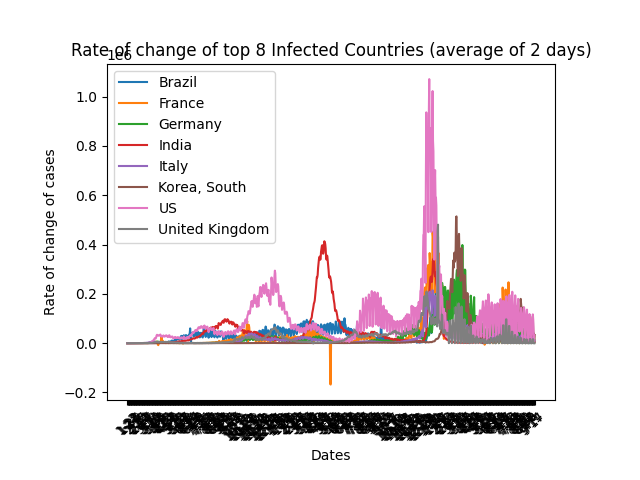 Rate of change of top 8 Infected Countries (average of 2 days)
1e6
Brazil
France
Germany
India
Italy
Korea, South
US
United Kingdom
1.0
0.8
0.6
0.4
0.2
0.0
−0.2
Rate of change of cases
Dates